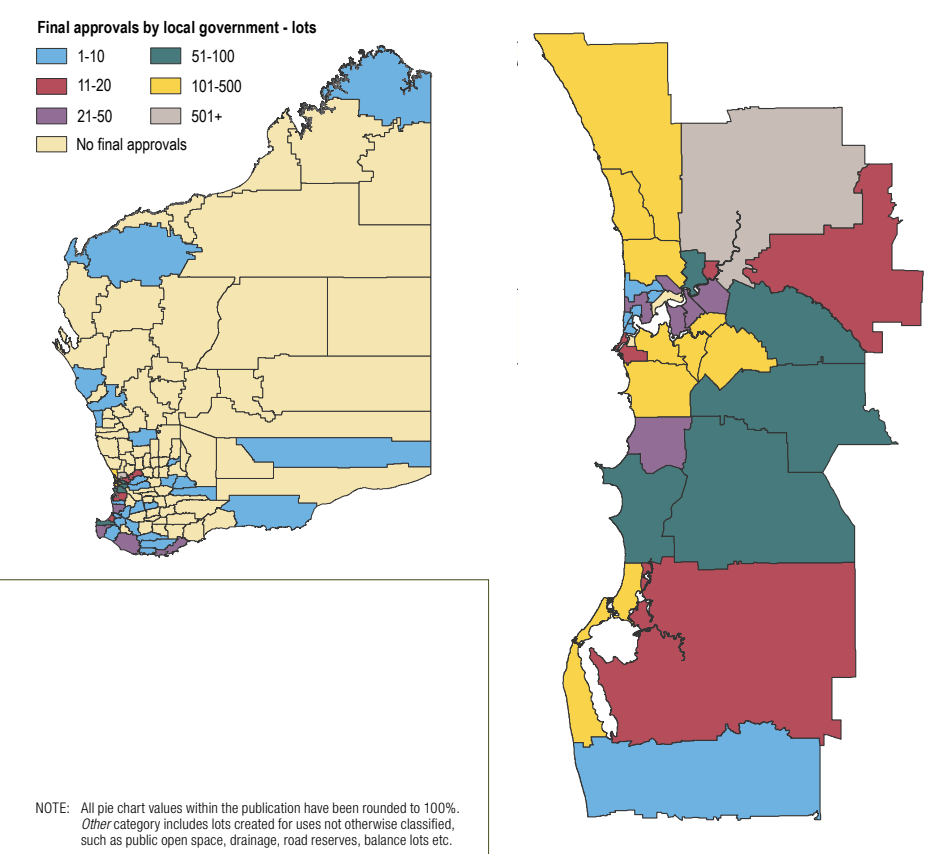 Final approvals by local government - lots
1-10
51-100
11-20
101-500
21-50
501+
No final approvals
NOTE: All pie chart values within the publication have been rounded to 100%.
Other category includes lots created for uses not otherwise classified,
such as public open space, drainage, road reserves, balance lots etc.